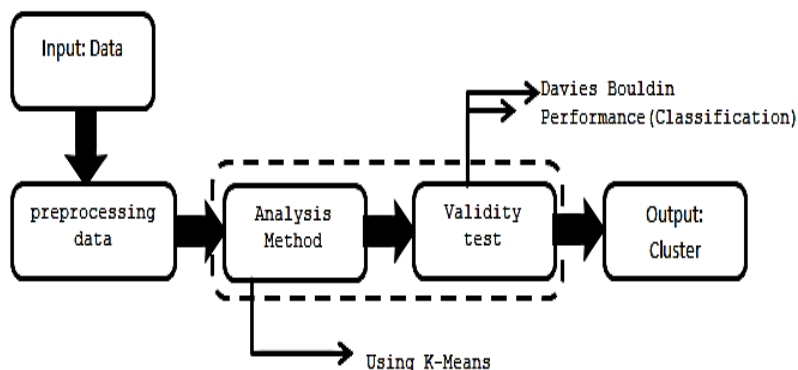 Input: Data
Davies Bouldin
Performance(Classification)
preprocessing
data
Analysis
Method
Validity
test
Output:
Cluster
Using K-Means